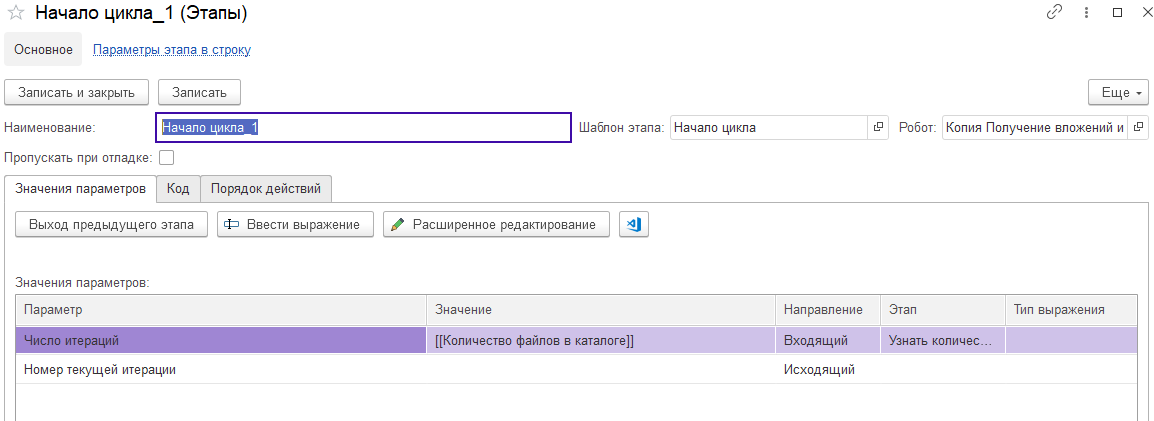 Начало цикла_1 (Этапы)
Основное Параметры этапа в строку
Записать и закрыть Записать Еще
Наименование: Начало цикла_1 Шаблон этапа: Начало цикла Робот: Копия Получение вложений и
Пропускать при отладке:
Значения параметров Код Порядок действий
Выход предыдущего этапа Ввести выражение Расширенное редактирование
Значения параметров:
Параметр Значение Направление Этап Тип выражения
Число итераций [[Количество файлов в каталоге]] Входящий Узнать количес...
Номер текущей итерации Исходящий